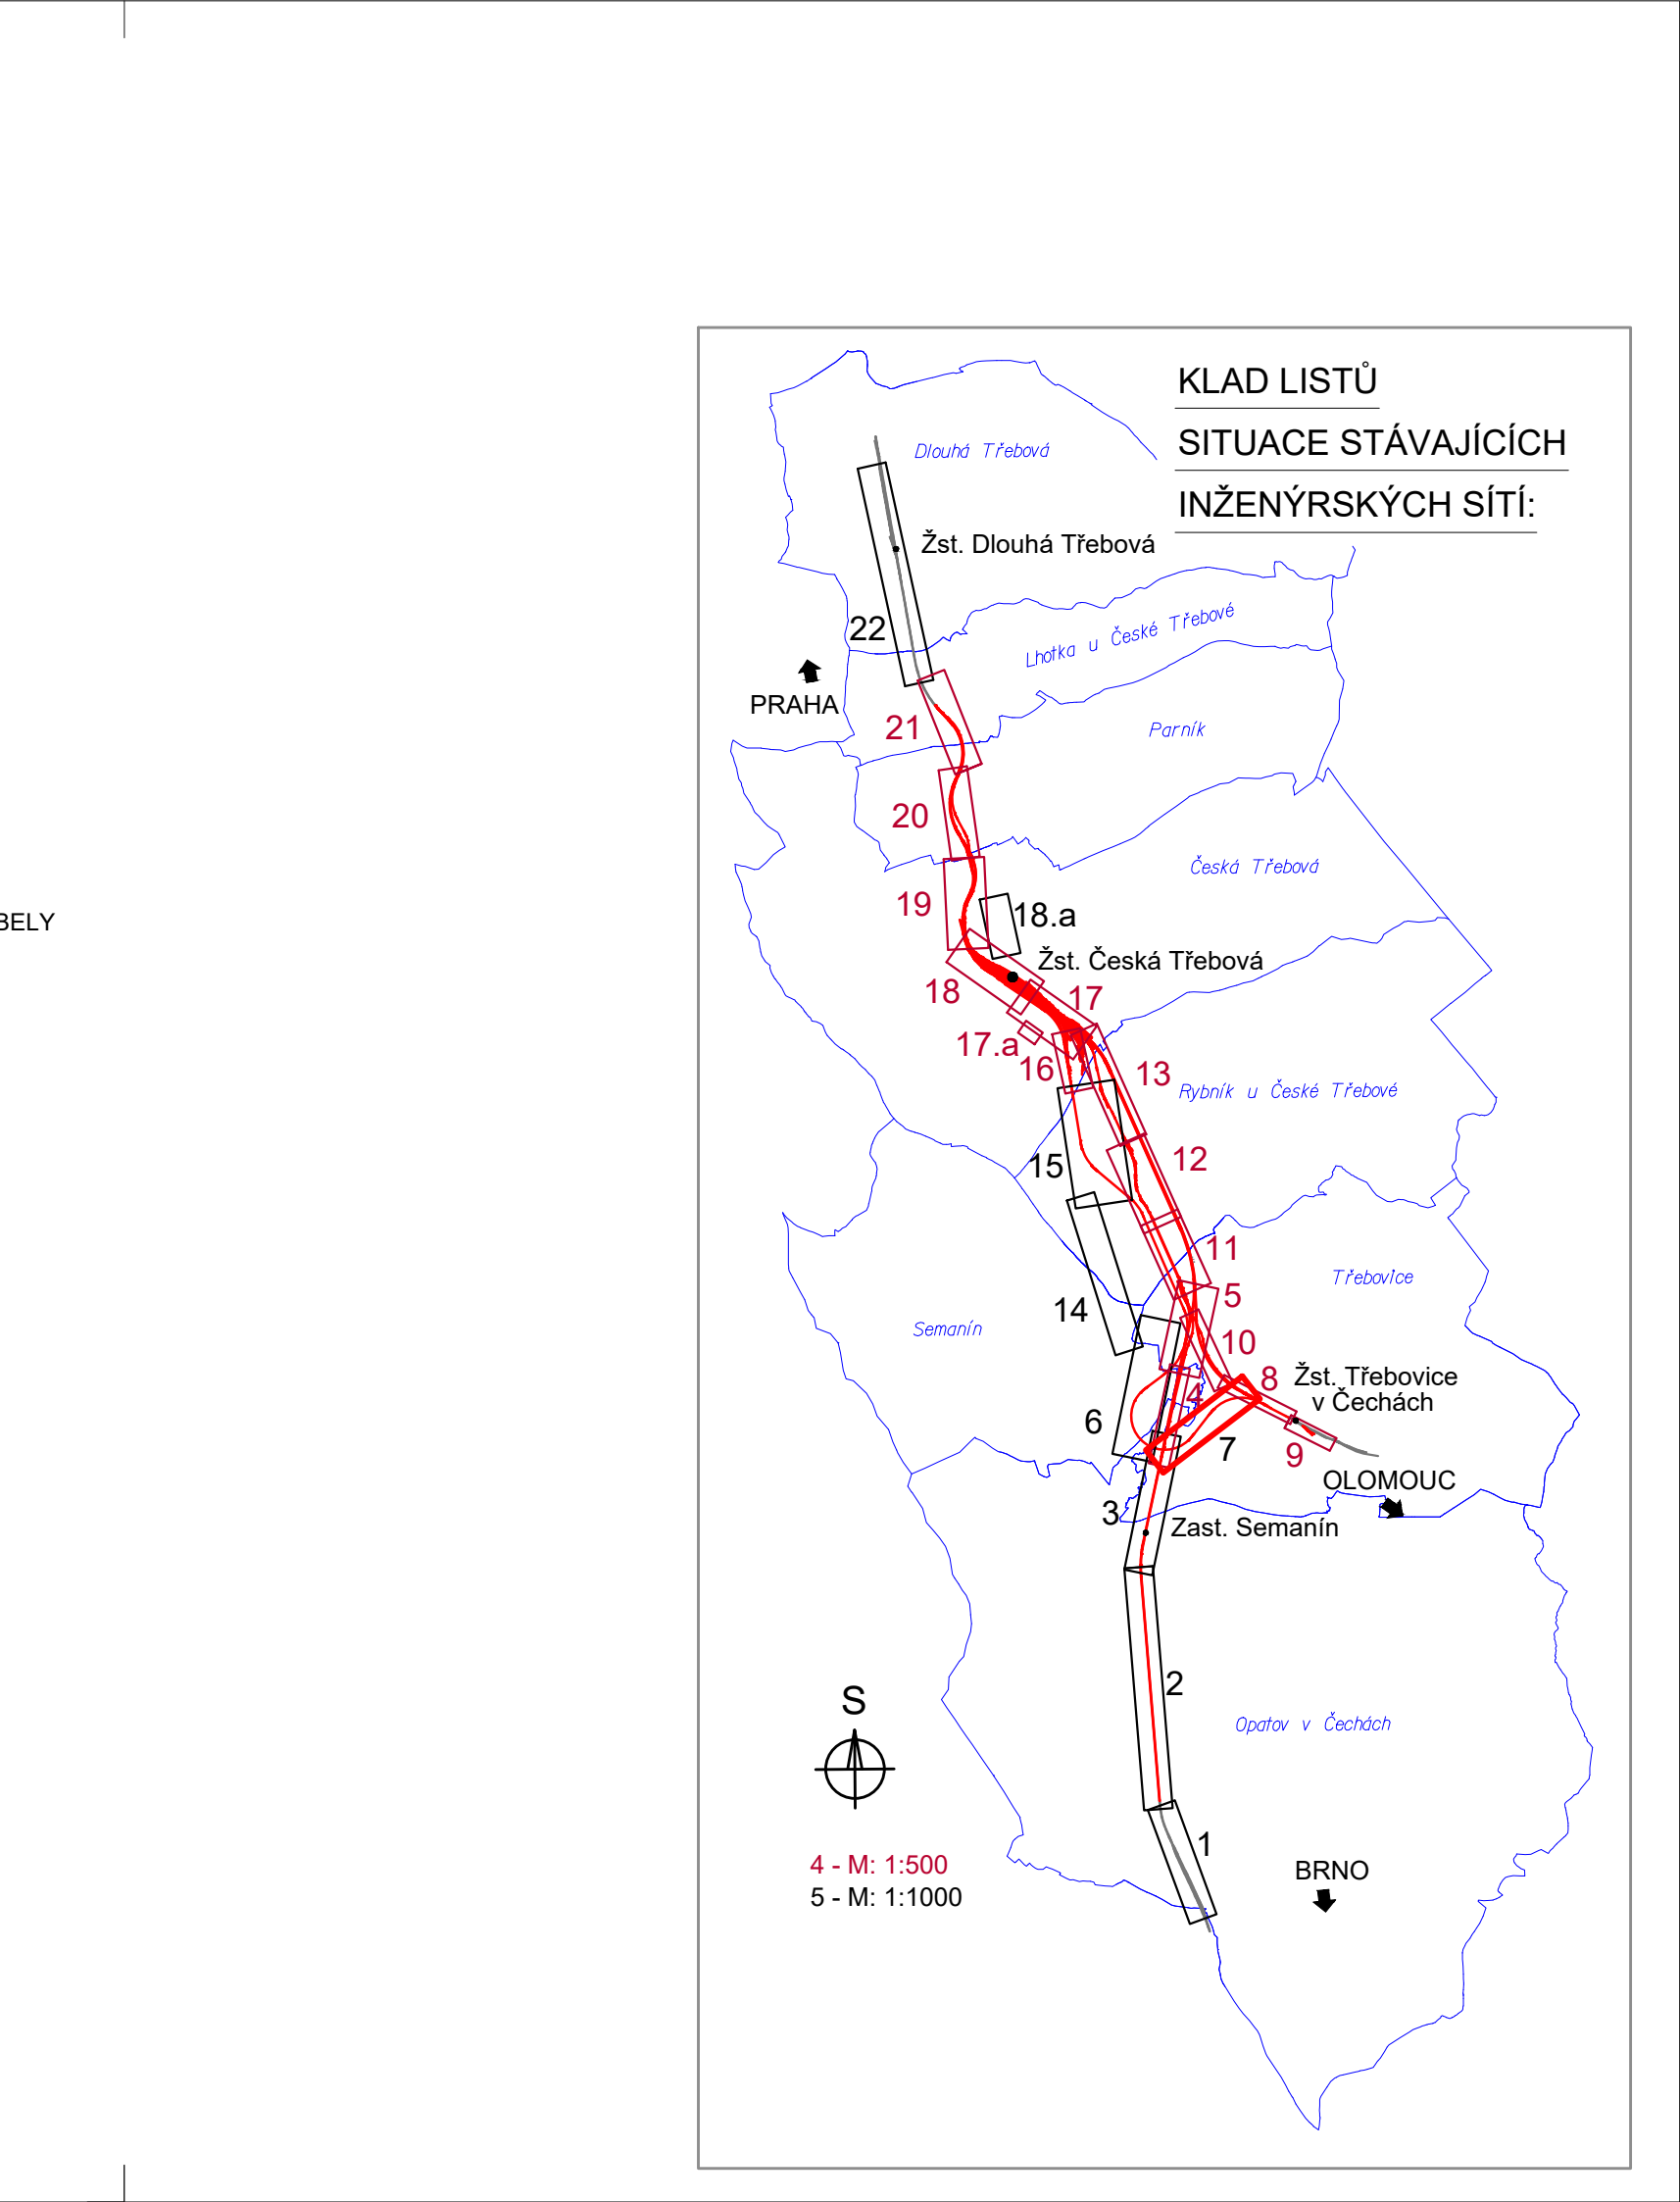 KLAD LISTŮ
SITUACE STÁVAJÍCÍCH
INŽENÝRSKÝCH SÍTÍ:
Dlouhá Třebová
Žst. Dlouhá Třebová
22
Lhotka u České Třebové
PRAHA
21
Parník
20
Česká Třebová
19
18.a
BELY
Žst. Česká Třebová
18
17
17.a
16
13
Rybník u České Třebové
15
12
11
Třebovice
5
14
Semanín
10
8
Žst. Třebovice
v Čechách
4
6
7
9
OLOMOUC
3
Zast. Semanín
2
S
Opatov v Čechách
1
4 - M: 1:500
5 - M: 1:1000
BRNO